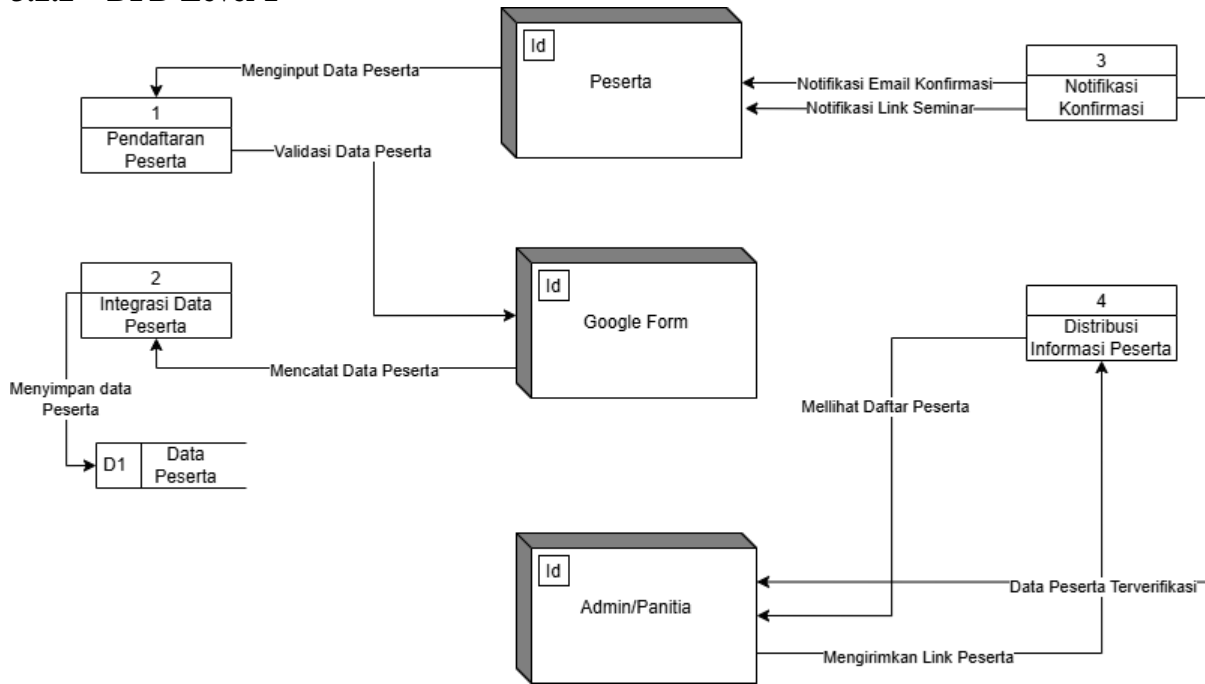 Id
Peserta
Menginput Data Peserta
Notifikasi Email Konfirmasi
Notifikasi Link Seminar
3
Notifikasi
Konfirmasi
1
Pendaftaran
Peserta
Validasi Data Peserta
2
Integrasi Data
Peserta
Id
Google Form
4
Distribusi
Informasi Peserta
Mencatat Data Peserta
Menyimpan data
Peserta
Mellihat Daftar Peserta
D1
Data
Peserta
Id
Admin/Panitia
Data Peserta Terverifikasi
Mengirimkan Link Peserta